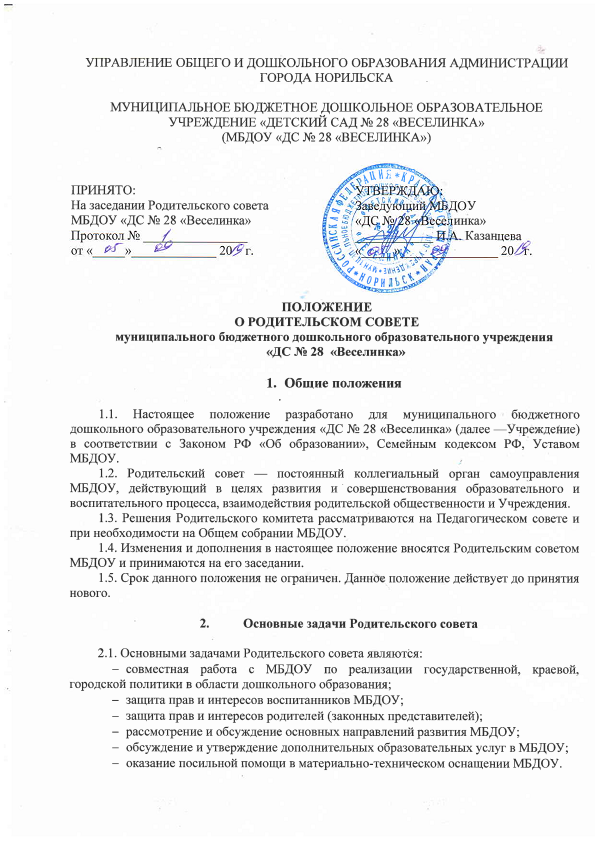 УПРАВЛЕНИЕ ОБЩЕГО И ДОШКОЛЬНОГО ОБРАЗОВАНИЯ АДМИНИСТРАЦИИ
ГОРОДА НОРИЛЬСКА
МУНИЦИПАЛЬНОЕ БЮДЖЕТНОЕ ДОШКОЛЬНОЕ ОБРАЗОВАТЕЛЬНОЕ
УЧРЕЖДЕНИЕ «ДЕТСКИЙ САД № 28 «ВЕСЕЛИНКА»
(МБДОУ «ДС № 28 «ВЕСЕЛИНКА»)
ПРИНЯТО:
На заседании Родительского совета
МБДОУ «ДС № 28 «Веселинка»
Протокол № 1
от «05» 20 г.
УТВЕРЖДАЮ:
Заведующий МБДОУ
«ДС № 28 «Веселинка»
И.А. Казанцева
20 г.
РОССИЙСКАЯ ФЕДЕРАЦИЯ
НОРИЛЬСК
ПОЛОЖЕНИЕ
О РОДИТЕЛЬСКОМ СОВЕТЕ
муниципального бюджетного дошкольного образовательного учреждения
«ДС № 28 «Веселинка»
1. Общие положения
1.1. Настоящее положение разработано для муниципального бюджетного
дошкольного образовательного учреждения «ДС № 28 «Веселинка» (далее —Учреждение)
в соответствии с Законом РФ «Об образовании», Семейным кодексом РФ, Уставом
МБДОУ.
1.2. Родительский совет — постоянный коллегиальный орган самоуправления
МБДОУ, действующий в целях развития и совершенствования образовательного и
воспитательного процесса, взаимодействия родительской общественности и Учреждения.
1.3. Решения Родительского комитета рассматриваются на Педагогическом совете и
при необходимости на Общем собрании МБДОУ.
1.4. Изменения и дополнения в настоящее положение вносятся Родительским советом
МБДОУ и принимаются на его заседании.
1.5. Срок данного положения не ограничен. Данное положение действует до принятия
нового.
2. Основные задачи Родительского совета
2.1. Основными задачами Родительского совета являются:
– совместная работа с МБДОУ по реализации государственной, краевой,
городской политики в области дошкольного образования;
– защита прав и интересов воспитанников МБДОУ;
– защита прав и интересов родителей (законных представителей);
– рассмотрение и обсуждение основных направлений развития МБДОУ;
– обсуждение и утверждение дополнительных образовательных услуг в МБДОУ;
– оказание посильной помощи в материально-техническом оснащении МБДОУ.